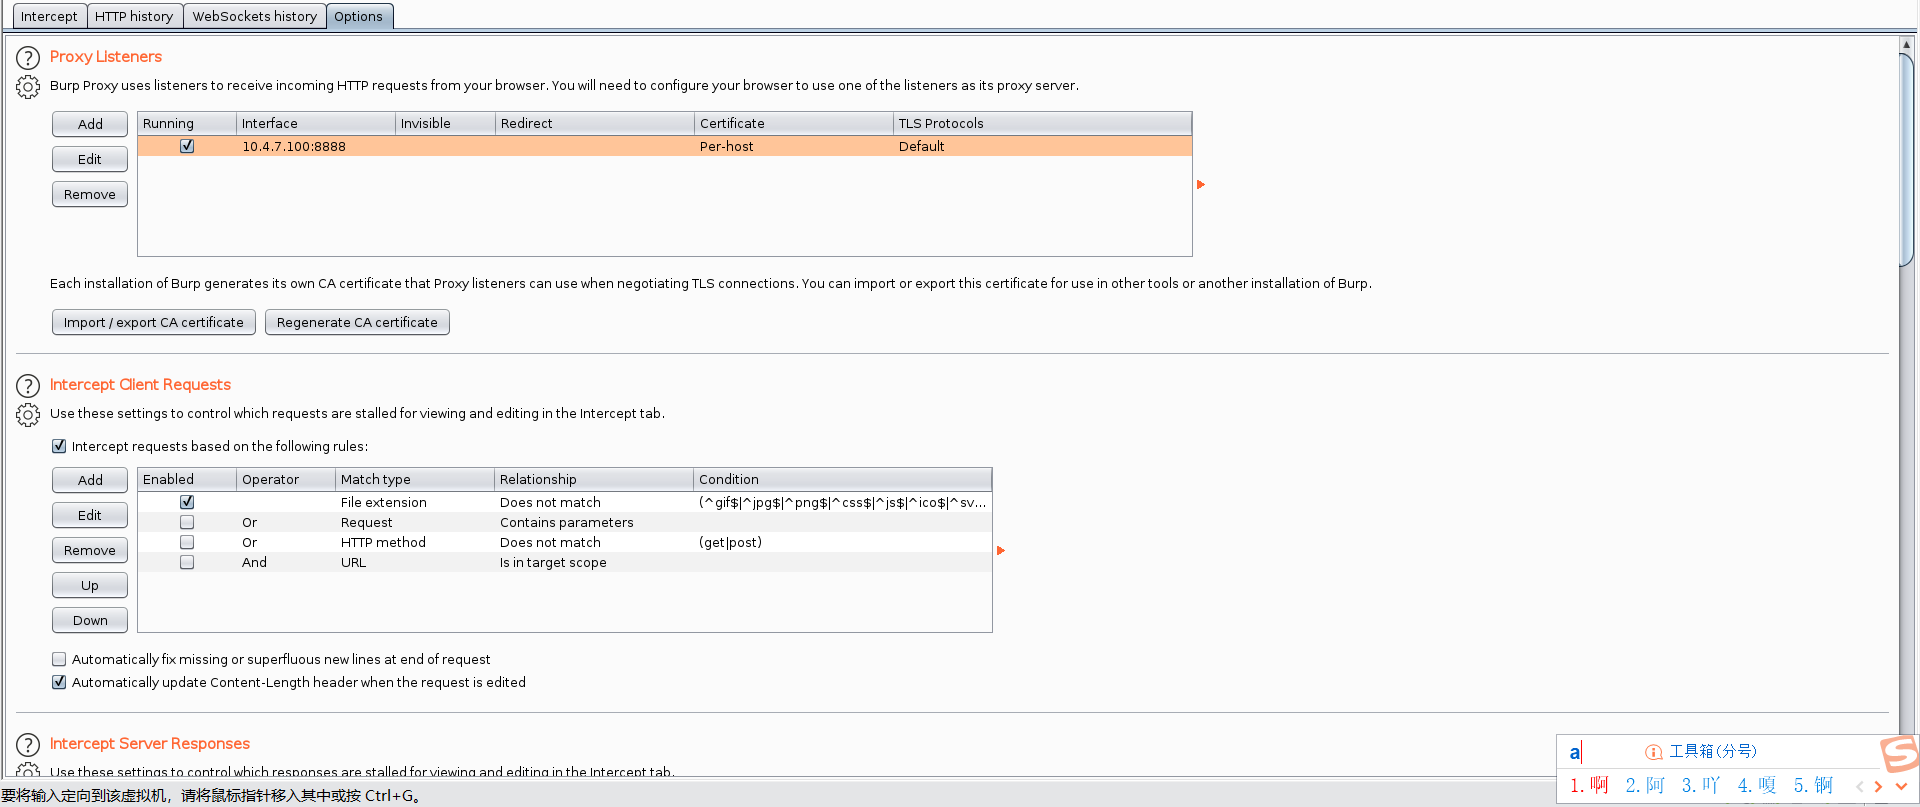 Intercept HTTP history WebSockets history Options
Proxy Listeners
Burp Proxy uses listeners to receive incoming HTTP requests from your browser. You will need to configure your browser to use one of the listeners as its proxy server.
Add Running Interface Invisible Redirect Certificate TLS Protocols
10.4.7.100:8888 Per-host Default
Edit
Remove
Each installation of Burp generates its own CA certificate that Proxy listeners can use when negotiating TLS connections. You can import or export this certificate for use in other tools or another installation of Burp.
Import / export CA certificate Regenerate CA certificate
Intercept Client Requests
Use these settings to control which requests are stalled for viewing and editing in the Intercept tab.
Intercept requests based on the following rules:
Add Enabled Operator Match type Relationship Condition
File extension Does not match (^gif$|^jpg$|^png$|^css$|^js$|^ico$|^sv...
Edit Or Request Contains parameters
Or HTTP method Does not match (get|post)
Remove And URL Is in target scope
Up
Down
Automatically fix missing or superfluous new lines at end of request
Automatically update Content-Length header when the request is edited
Intercept Server Responses
Use these settings to control which responses are stalled for viewing and editing in the Intercept tab.
a 工具箱(分号)
1.啊 2.阿 3.吖 4.嗄 5.锕
要将输入定向到该虚拟机，请将鼠标指针移入其中或按 Ctrl+G。